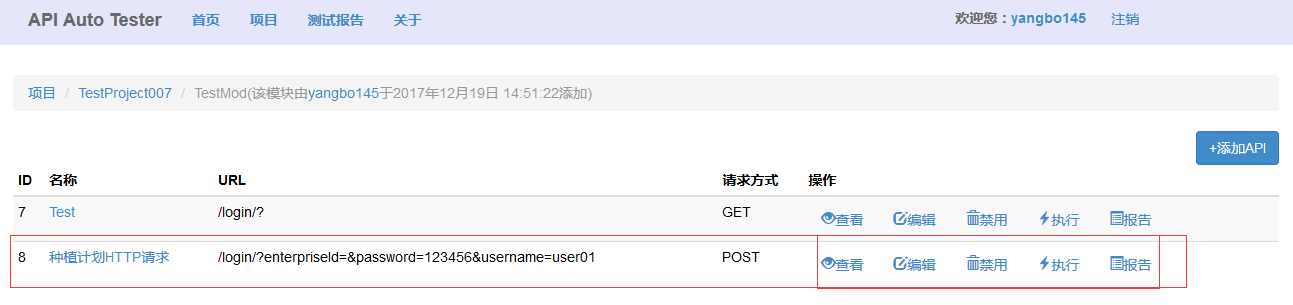 API Auto Tester 首页 项目 测试报告 关于 欢迎您：yangbo145 注销
项目 / TestProject007 / TestMod(该模块由yangbo145于2017年12月19日 14:51:22添加)
+添加API
ID 名称 URL 请求方式 操作
7 Test /login/? GET 查看 编辑 禁用 执行 报告
8 种植计划HTTP请求 /login/?enterpriseId=&password=123456&username=user01 POST 查看 编辑 禁用 执行 报告